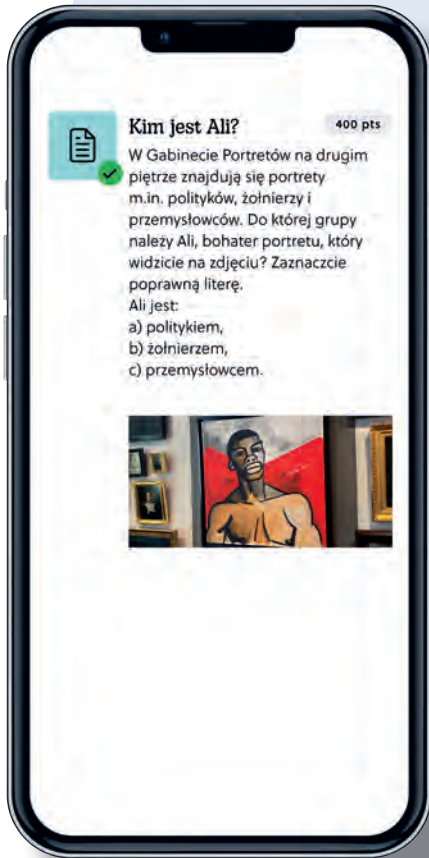 Kim jest Ali?
400 pts
W Gabinecie Portretów na drugim
piętrze znajdują się portrety
m.in. polityków, żołnierzy i
przemysłowców. Do której grupy
należy Ali, bohater portretu, który
widzicie na zdjęciu? Zaznaczcie
poprawną literę.
Ali jest:
a) politykiem,
b) żołnierzem,
c) przemysłowcem.